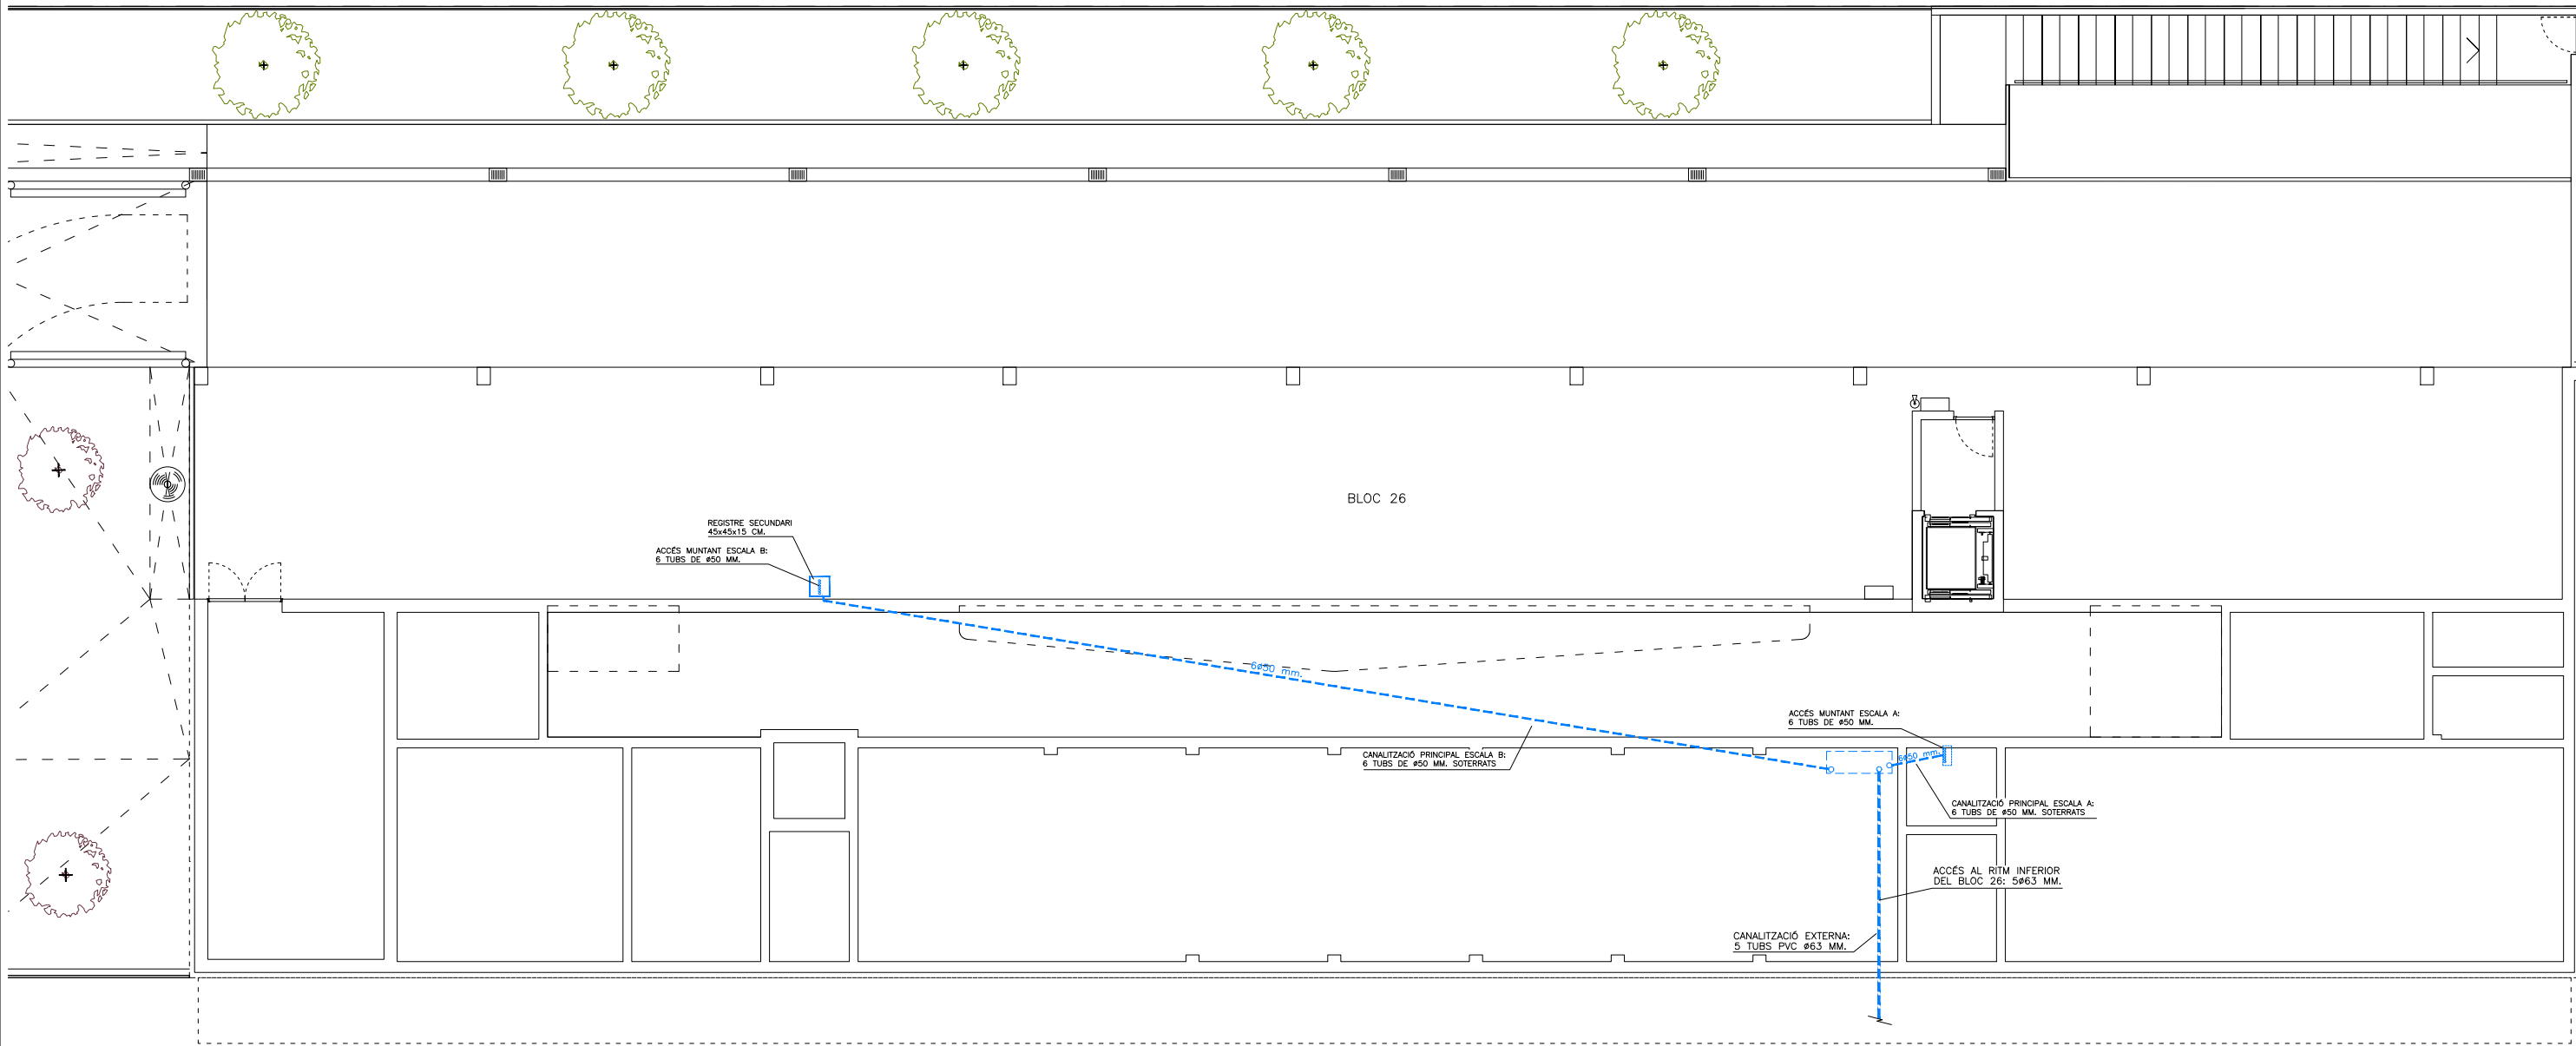 BLOC 26
REGISTRE SECUNDARI
45x45x15 CM.
ACCÉS MUNTANT ESCALA B:
6 TUBS DE ø50 MM.
6ø50 mm.
ACCÉS MUNTANT ESCALA A:
6 TUBS DE ø50 MM.
CANALITZACIÓ PRINCIPAL ESCALA B:
6 TUBS DE ø50 MM. SOTERRATS
6ø50 mm.
CANALITZACIÓ PRINCIPAL ESCALA A:
6 TUBS DE ø50 MM. SOTERRATS
ACCÉS AL RITM INFERIOR
DEL BLOC 26: 5ø63 MM.
CANALITZACIÓ EXTERNA:
5 TUBS PVC ø63 MM.